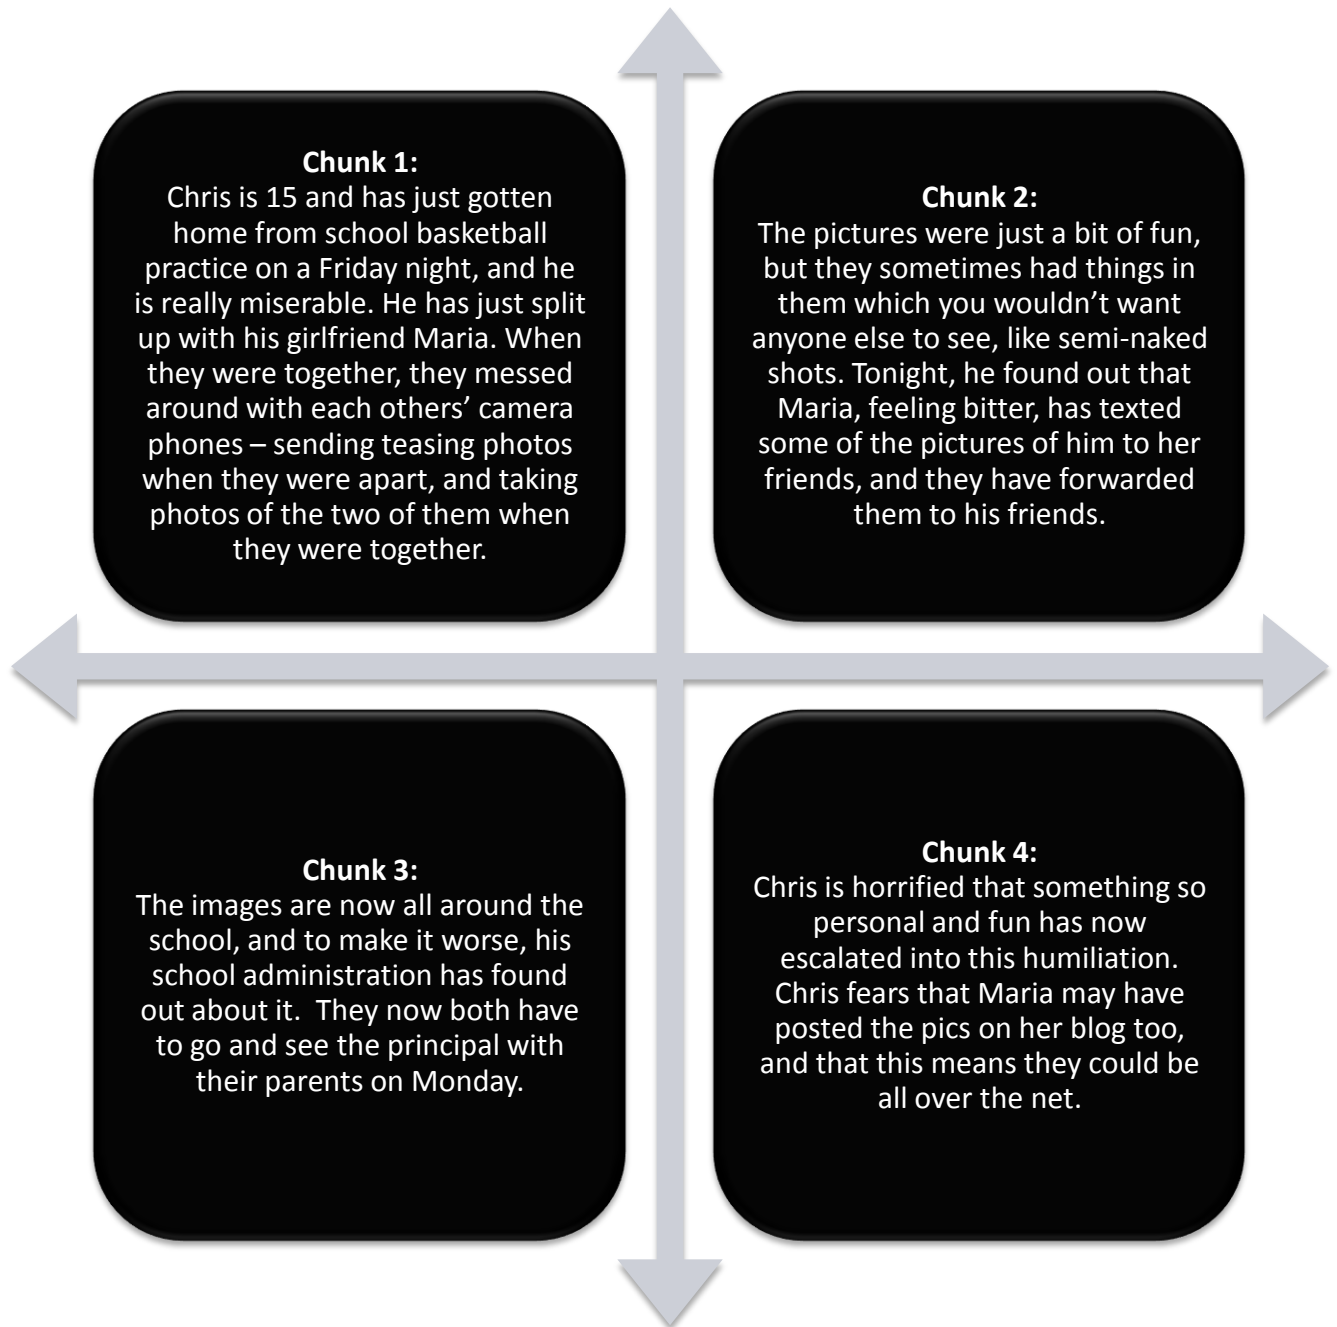 Chunk 1:
Chris is 15 and has just gotten
home from school basketball
practice on a Friday night, and he
is really miserable. He has just split
up with his girlfriend Maria. When
they were together, they messed
around with each others’ camera
phones – sending teasing photos
when they were apart, and taking
photos of the two of them when
they were together.
Chunk 2:
The pictures were just a bit of fun,
but they sometimes had things in
them which you wouldn’t want
anyone else to see, like semi-naked
shots. Tonight, he found out that
Maria, feeling bitter, has texted
some of the pictures of him to her
friends, and they have forwarded
them to his friends.
Chunk 3:
The images are now all around the
school, and to make it worse, his
school administration has found
out about it.  They now both have
to go and see the principal with
their parents on Monday.
Chunk 4:
Chris is horrified that something so
personal and fun has now
escalated into this humiliation.
Chris fears that Maria may have
posted the pics on her blog too,
and that this means they could be
all over the net.